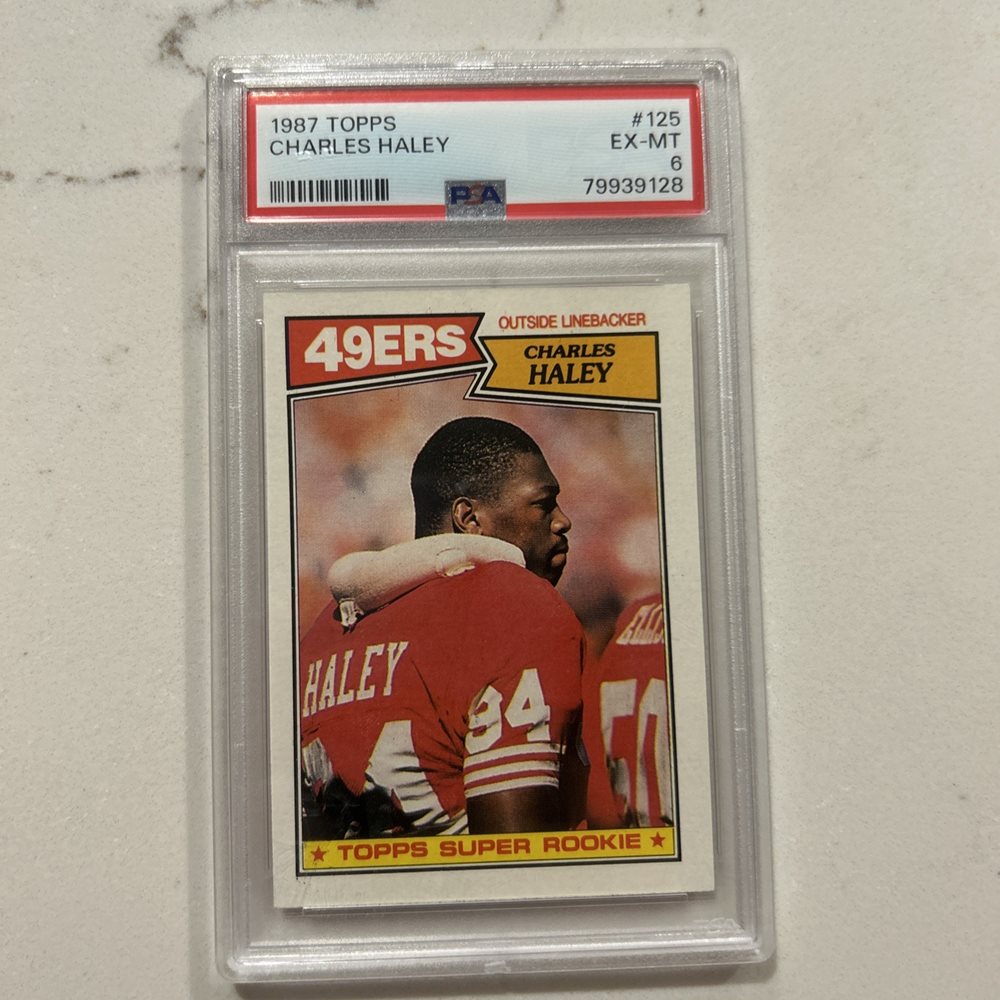 1987 TOPPS
#125
CHARLES HALEY
EX-MT
6
79939128
PSA
49ERS
OUTSIDE LINEBACKER
CHARLES
HALEY
HALEY
94
50
★ TOPPS SUPER ROOKIE ★